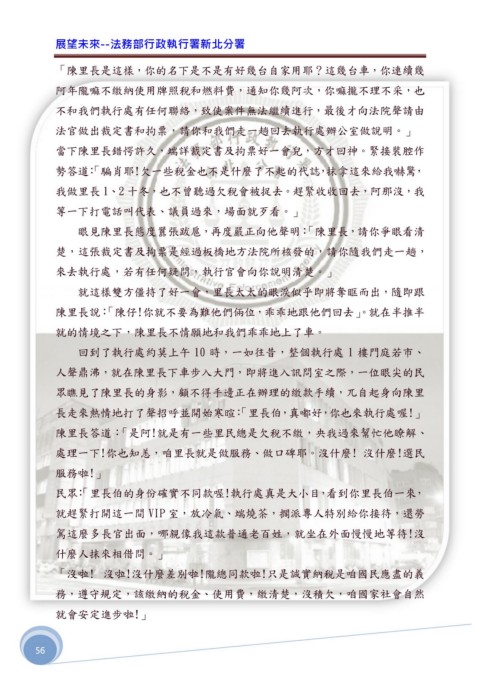 展望未來--法務部行政執行署新北分署
「陳里長是這樣，你的名下是不是有好幾台自家用耶？這幾台車，你連續幾
阿年攏嘸不繳納使用牌照稅和燃料費，通知你幾阿次，你嘛攏不理不采，也
不和我們執行處有任何聯絡，致使案件無法繼續進行，最後才向法院聲請由
法官做出裁定書和拘票，請你和我們走一趟回去執行處辦公室做說明。」
當下陳里長錯愕許久，端詳裁定書及拘票好一會兒，方才回神。緊接裝腔作
勢答道：「騙肖耶!欠一些稅金也不是什麼了不起的代誌，抹拿這來給我赫驚，
我做里長 1、2 十冬，也不曾聽過欠稅會被捉去。趕緊收收回去，阿那沒，我
等一下打電話叫代表、議員過來，場面就歹看。」
眼見陳里長態度囂張跋扈，再度嚴正向他聲明：「陳里長，請你爭眼看清
楚，這張裁定書及拘票是經過板橋地方法院所核發的，請你隨我們走一趟，
來去執行處，若有任何疑問，執行官會向你說明清楚。」
就這樣雙方僵持了好一會，里長太太的眼淚似乎即將奪眶而出，隨即跟
陳里長說：「陳仔!你就不要為難他們倆位，乖乖地跟他們回去」。就在半推半
就的情境之下，陳里長不情願地和我們乖乖地上了車。
回到了執行處約莫上午 10 時，一如往昔，整個執行處 1 樓門庭若市、
人聲鼎沸，就在陳里長下車步入大門，即將進入訊問室之際，一位眼尖的民
眾瞧見了陳里長的身影，顧不得手邊正在辦理的繳款手續，兀自起身向陳里
長走來熱情地打了聲招呼並開始寒暄：「里長伯，真嘟好，你也來執行處喔!」
陳里長答道：「是阿!就是有一些里民總是欠稅不繳，央我過來幫忙他瞭解、
處理一下!你也知影，咱里長就是做服務、做口碑耶。沒什麼! 沒什麼!選民
服務啦!」
民眾：「里長伯的身份確實不同款喔!執行處真是大小目，看到你里長伯一來，
就趕緊打開這一間 VIP 室，放冷氣、端燒茶，擱派專人特別給你接待，還勞
駕這麼多長官出面，哪親像我這款普通老百姓，就坐在外面慢慢地等待!沒
什麼人抹來相借問。」
「沒啦! 沒啦!沒什麼差別啦!攏總同款啦!只是誠實納稅是咱國民應盡的義
務，遵守規定，該繳納的稅金、使用費，繳清楚，沒積欠，咱國家社會自然
就會安定進步啦!」
56